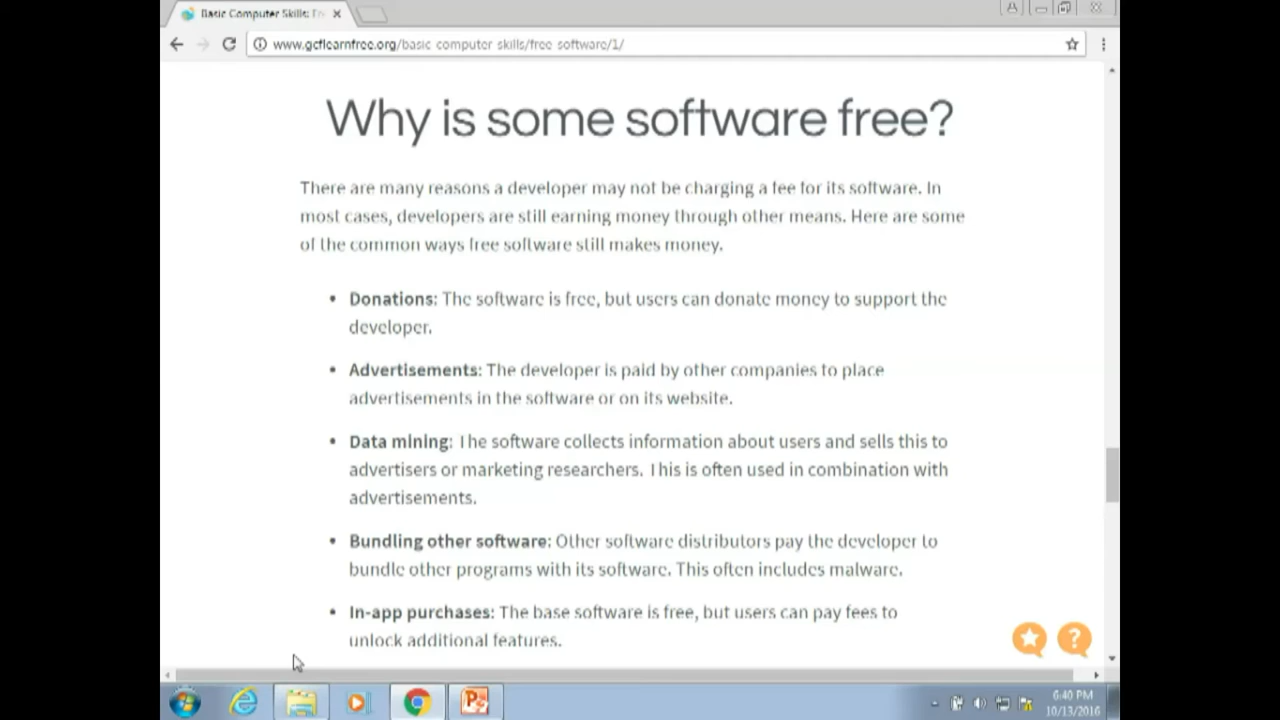 Basic Computer Skills: Fr
www.gcflearnfree.org/basic computer skills/free software/1/
Why is some software free?
There are many reasons a developer may not be charging a fee for its software. In
most cases, developers are still earning money through other means. Here are some
of the common ways free software still makes money.
• Donations: The software is free, but users can donate money to support the
developer.
• Advertisements: The developer is paid by other companies to place
advertisements in the software or on its website.
• Data mining: The software collects information about users and sells this to
advertisers or marketing researchers. This is often used in combination with
advertisements.
• Bundling other software: Other software distributors pay the developer to
bundle other programs with its software. This often includes malware.
• In-app purchases: The base software is free, but users can pay fees to
unlock additional features.
6:40 PM
10/13/2016